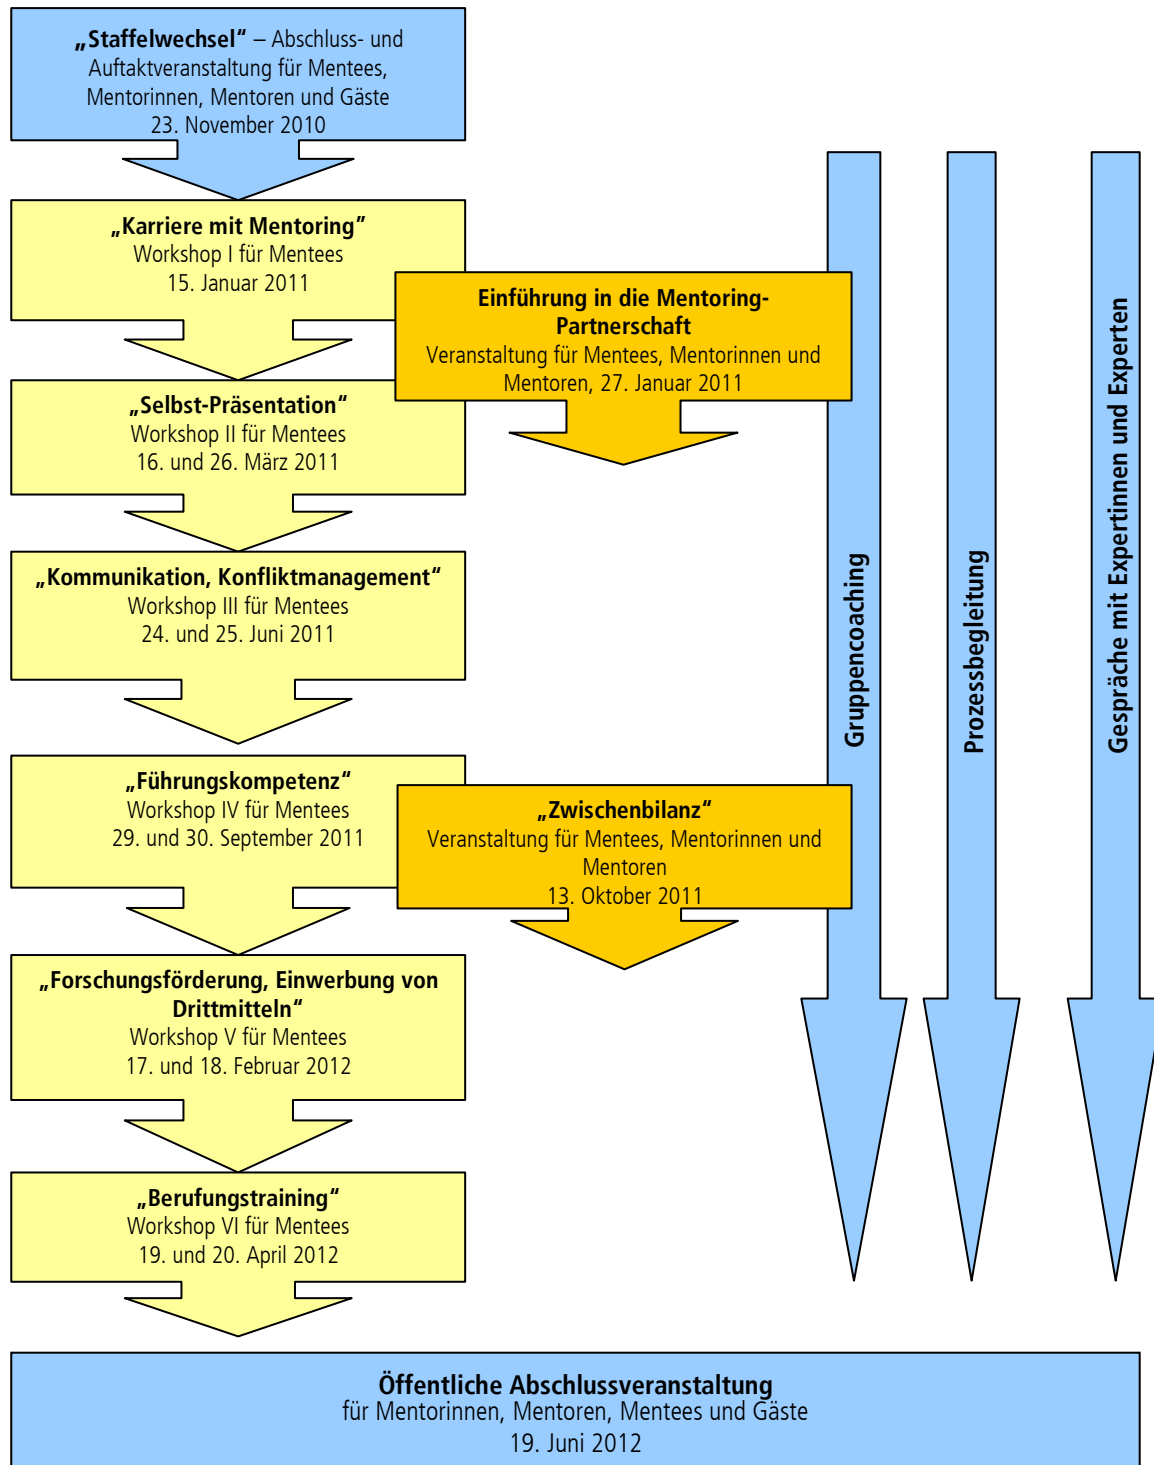 „Staffelwechsel“ – Abschluss- und
Auftaktveranstaltung für Mentees,
Mentorinnen, Mentoren und Gäste
23. November 2010
„Karriere mit Mentoring”
Workshop I für Mentees
15. Januar 2011
Einführung in die Mentoring-
Partnerschaft
Veranstaltung für Mentees, Mentorinnen und
Mentoren, 27. Januar 2011
„Selbst-Präsentation“
Workshop II für Mentees
16. und 26. März 2011
„Kommunikation, Konfliktmanagement“
Workshop III für Mentees
24. und 25. Juni 2011
„Führungskompetenz“
Workshop IV für Mentees
29. und 30. September 2011
„Zwischenbilanz“
Veranstaltung für Mentees, Mentorinnen und
Mentoren
13. Oktober 2011
„Forschungsförderung, Einwerbung von
Drittmitteln“
Workshop V für Mentees
17. und 18. Februar 2012
„Berufungstraining“
Workshop VI für Mentees
19. und 20. April 2012
Gruppencoaching
Prozessbegleitung
Gespräche mit Expertinnen und Experten
Öffentliche Abschlussveranstaltung
für Mentorinnen, Mentoren, Mentees und Gäste
19. Juni 2012